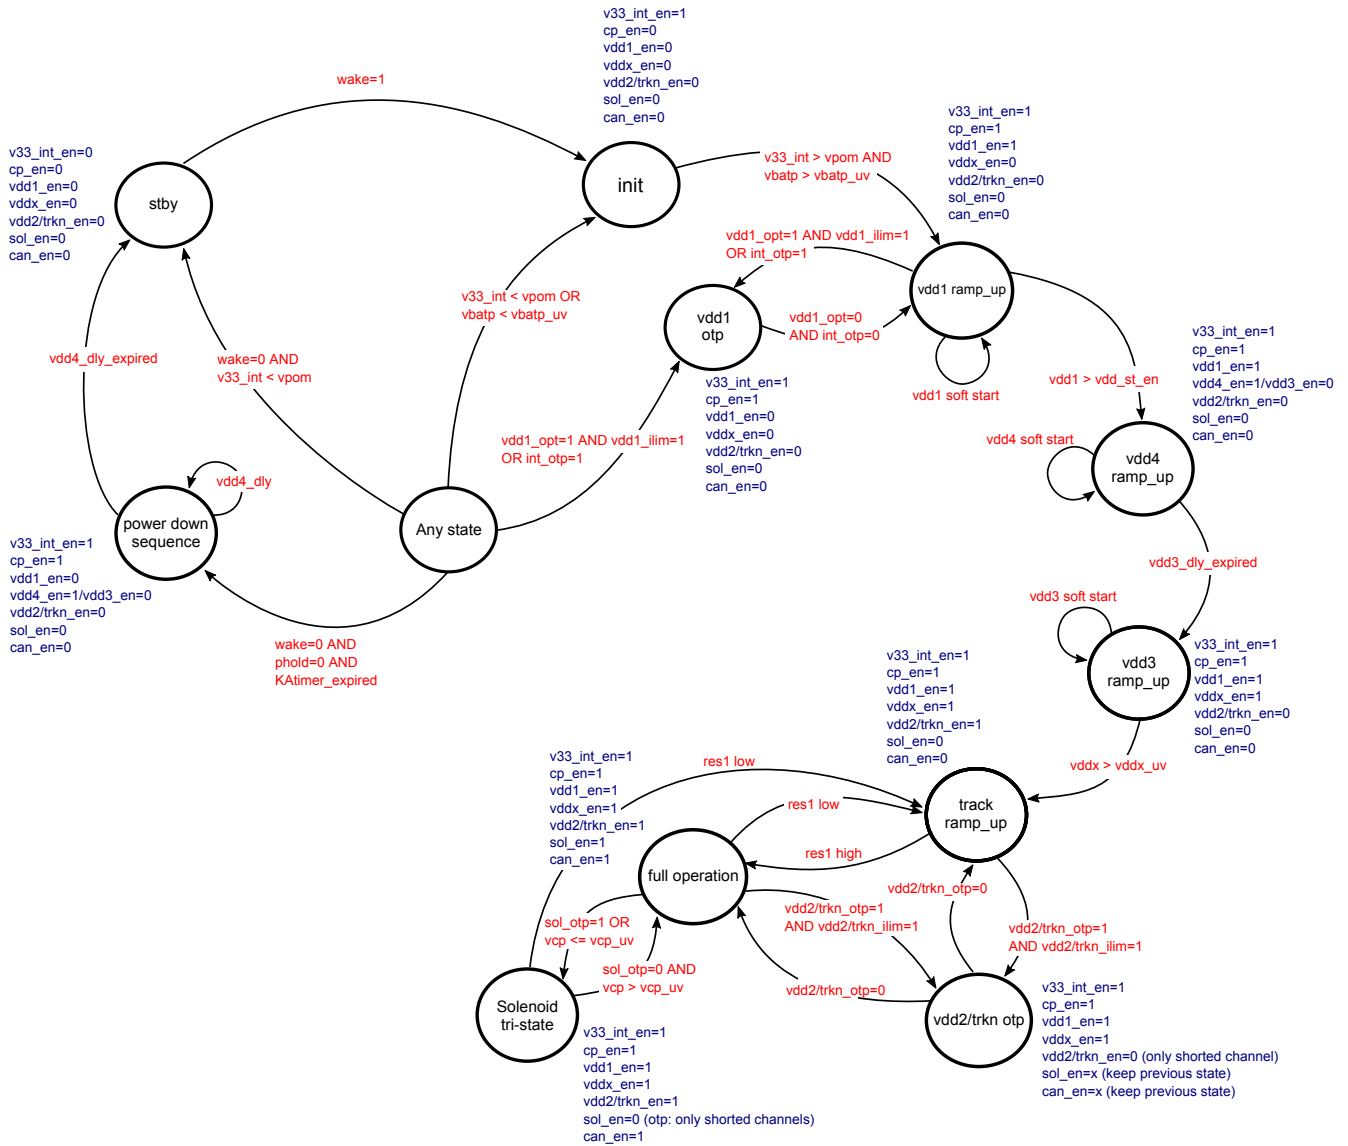 v33_int_en=1
cp_en=0
vdd1_en=0
vddx_en=0
vdd2/trkn_en=0
sol_en=0
can_en=0
wake=1
v33_int_en=1
cp_en=1
vdd1_en=1
vddx_en=0
vdd2/trkn_en=0
sol_en=0
can_en=0
v33_int_en=0
cp_en=0
vdd1_en=0
vddx_en=0
vdd2/trkn_en=0
sol_en=0
can_en=0
stby
init
v33_int > vpom AND
vbatp > vbatp_uv
vdd1_opt=1 AND vdd1_ilim=1
OR int_otp=1
vdd1 ramp_up
v33_int < vpom OR
vbatp < vbatp_uv
vdd1
otp
vdd1_opt=0
AND int_otp=0
vdd4_dly_expired
wake=0 AND
v33_int < vpom
v33_int_en=1
cp_en=1
vdd1_en=0
vddx_en=0
vdd2/trkn_en=0
sol_en=0
can_en=0
vdd1 soft start
vdd1 > vdd_st_en
v33_int_en=1
cp_en=1
vdd1_en=1
vdd4_en=1/vdd3_en=0
vdd2/trkn_en=0
sol_en=0
can_en=0
vdd1_opt=1 AND vdd1_ilim=1
OR int_otp=1
vdd4 soft start
vdd4
ramp_up
vdd4_dly
power down
sequence
Any state
v33_int_en=1
cp_en=1
vdd1_en=0
vdd4_en=1/vdd3_en=0
vdd2/trkn_en=0
sol_en=0
can_en=0
vdd3_dly_expired
wake=0 AND
phold=0 AND
KAtimer_expired
vdd3 soft start
vdd3
ramp_up
v33_int_en=1
cp_en=1
vdd1_en=1
vddx_en=1
vdd2/trkn_en=0
sol_en=0
can_en=0
v33_int_en=1
cp_en=1
vdd1_en=1
vddx_en=1
vdd2/trkn_en=1
sol_en=0
can_en=0
vddx > vddx_uv
v33_int_en=1
cp_en=1
vdd1_en=1
vddx_en=1
vdd2/trkn_en=1
sol_en=1
can_en=1
res1 low
res1 low
track
ramp_up
res1 high
full operation
vdd2/trkn_otp=0
sol_otp=1 OR
vcp <= vcp_uv
vdd2/trkn_otp=1
AND vdd2/trkn_ilim=1
vdd2/trkn_otp=1
AND vdd2/trkn_ilim=1
sol_otp=0 AND
vcp > vcp_uv
vdd2/trkn_otp=0
Solenoid
tri-state
vdd2/trkn otp
v33_int_en=1
cp_en=1
vdd1_en=1
vddx_en=1
vdd2/trkn_en=0 (only shorted channel)
sol_en=x (keep previous state)
can_en=x (keep previous state)
v33_int_en=1
cp_en=1
vdd1_en=1
vddx_en=1
vdd2/trkn_en=1
sol_en=0 (otp: only shorted channels)
can_en=1